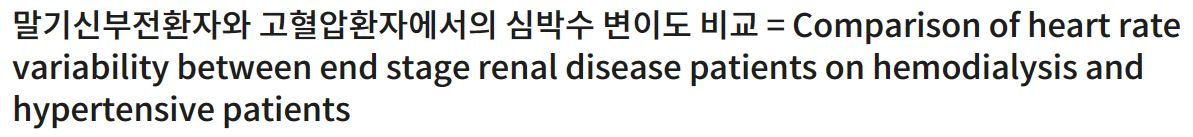 말기신부전환자와 고혈압환자에서의 심박수 변이도 비교 = Comparison of heart rate
variability between end stage renal disease patients on hemodialysis and
hypertensive patients